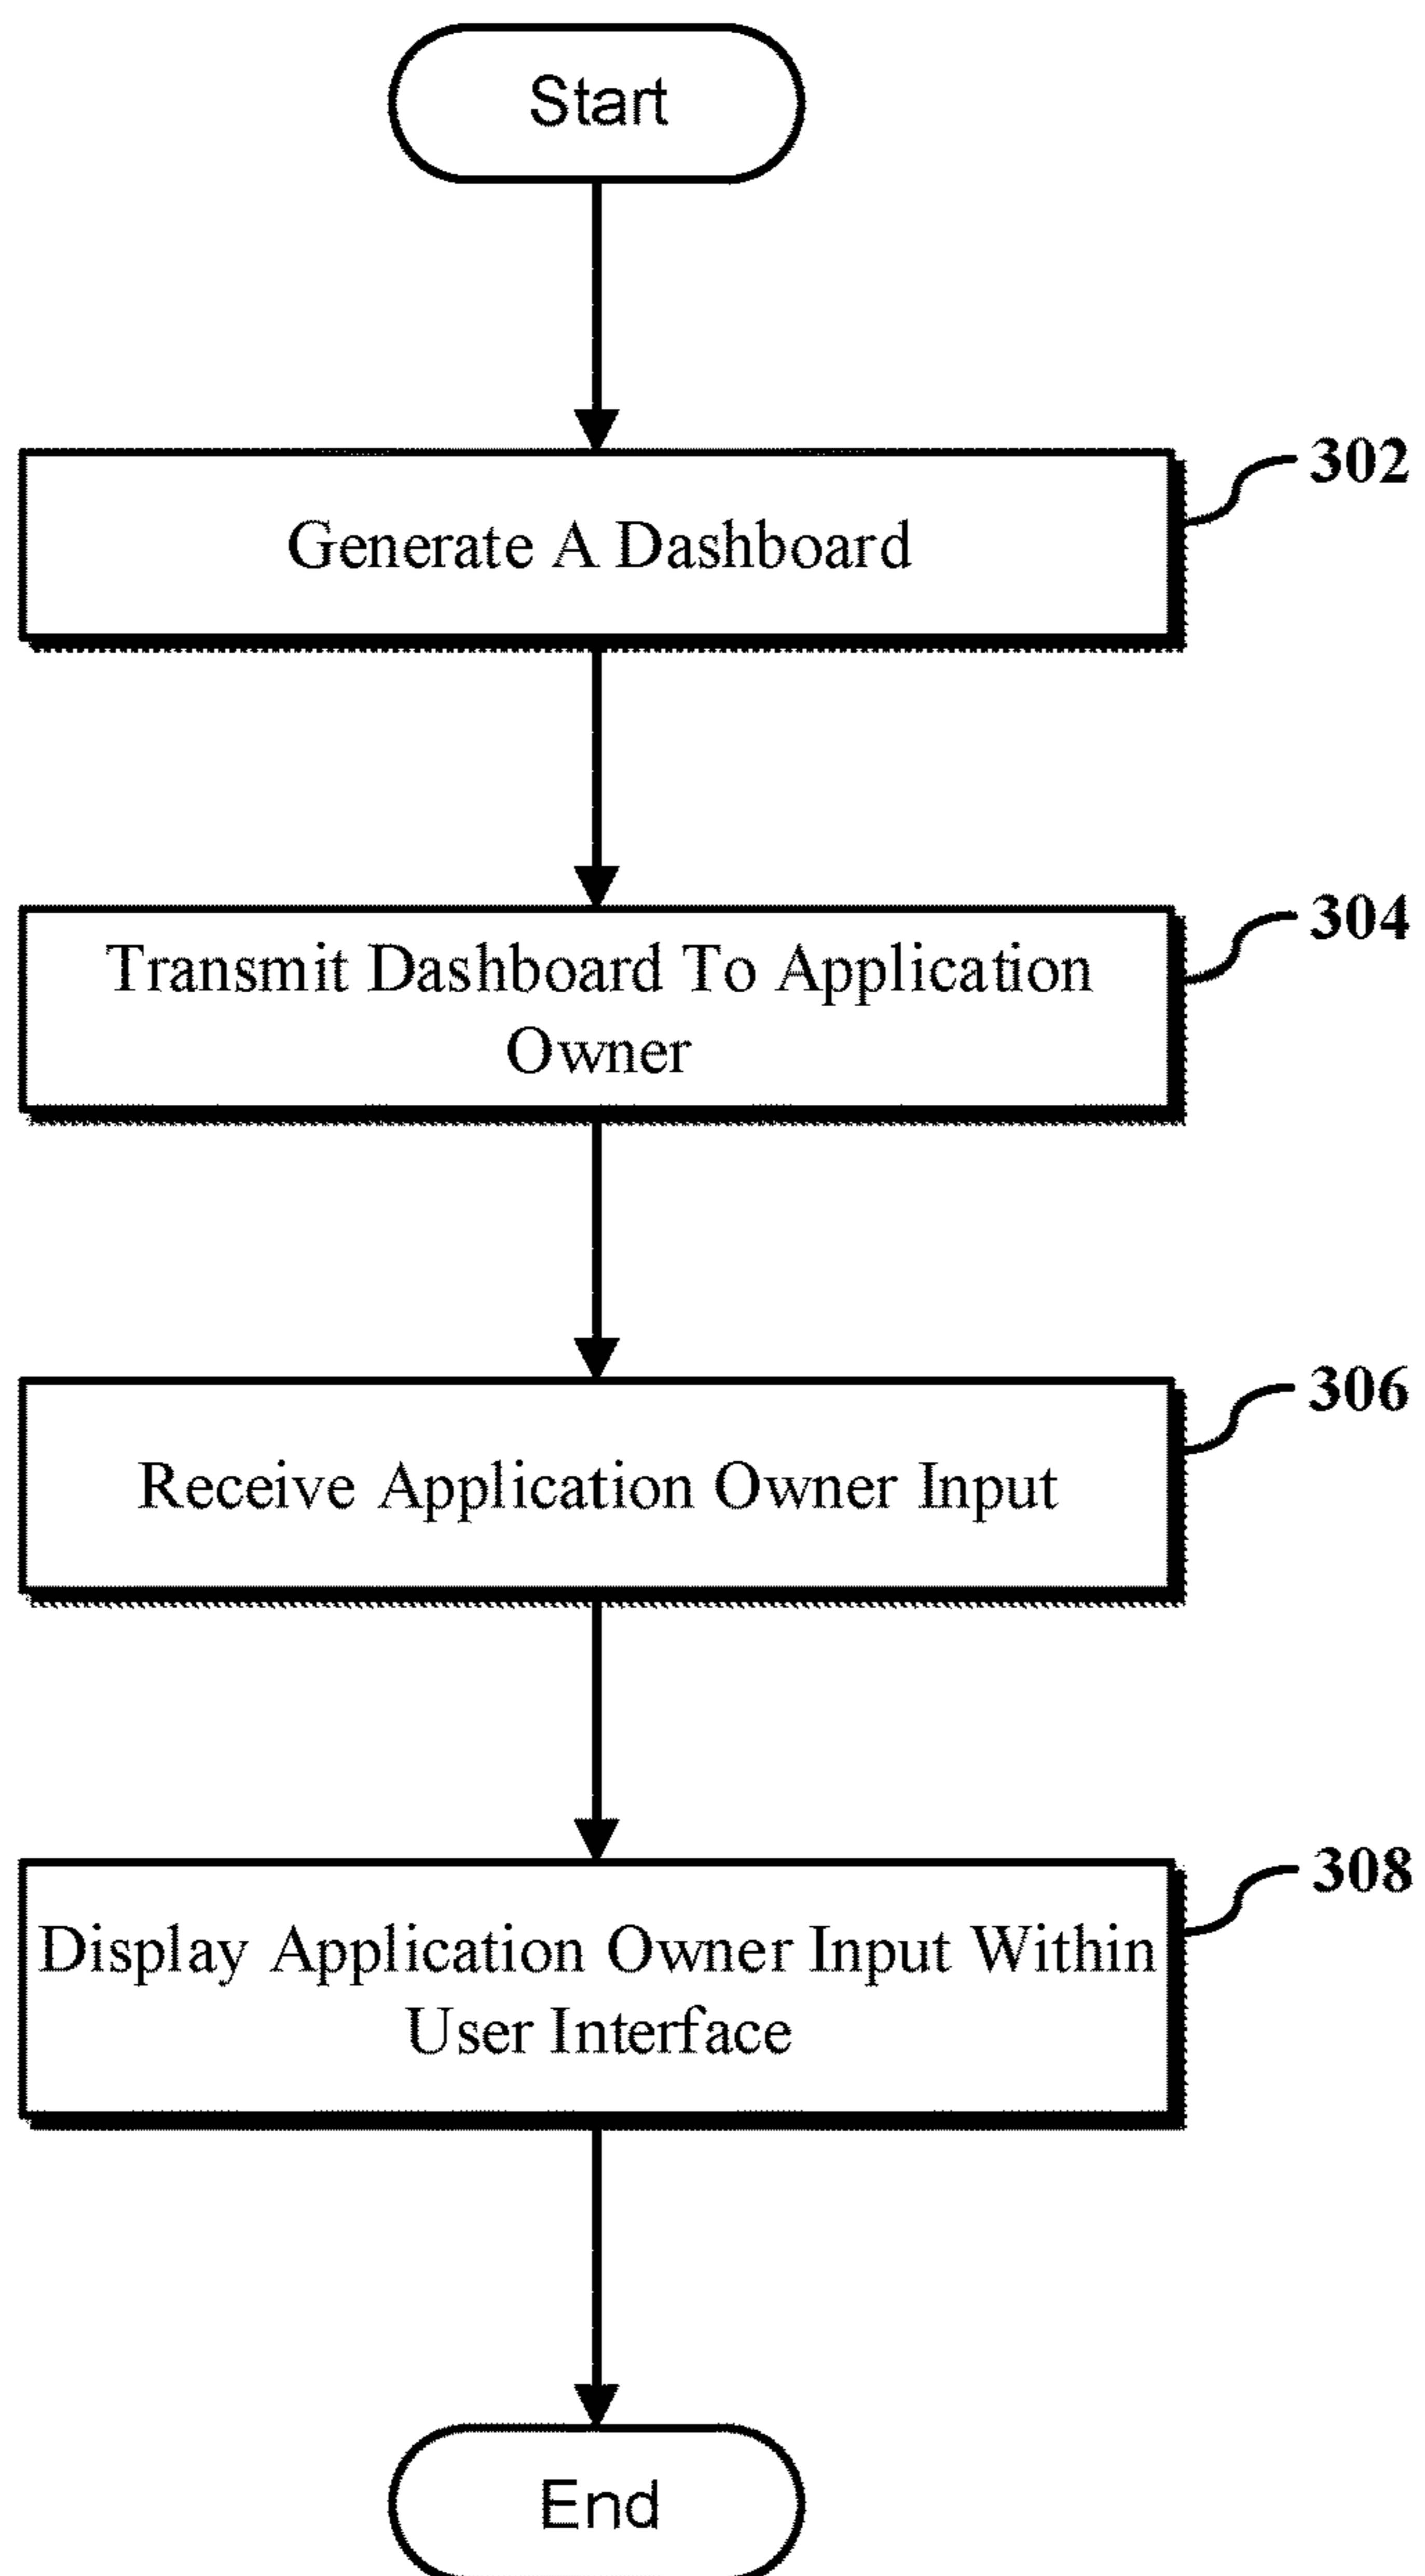 Start
302
Generate A Dashboard
304
Transmit Dashboard To Application
Owner
306
Receive Application Owner Input
308
Display Application Owner Input Within
User Interface
End